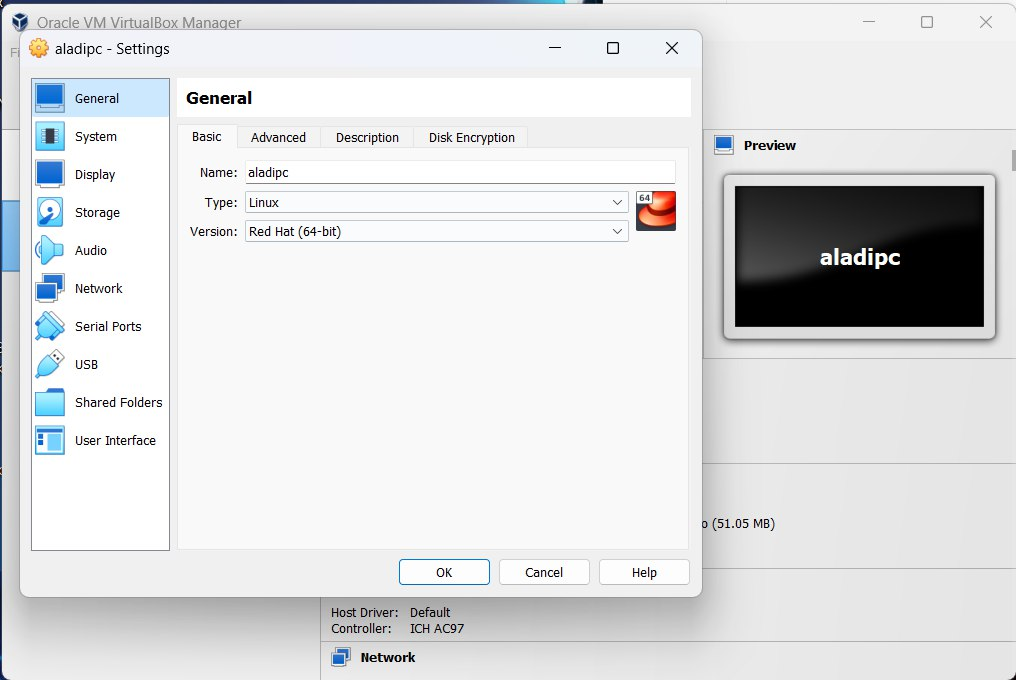 Oracle VM VirtualBox Manager
aladipc - Settings
General
System
Display
Storage
Audio
Network
Serial Ports
USB
Shared Folders
User Interface
General
Basic Advanced Description Disk Encryption
Name: aladipc
Type: Linux
64
Version: Red Hat (64-bit)
OK Cancel Help
Preview
aladipc
(51.05 MB)
Host Driver: Default
Controller: ICH AC97
Network